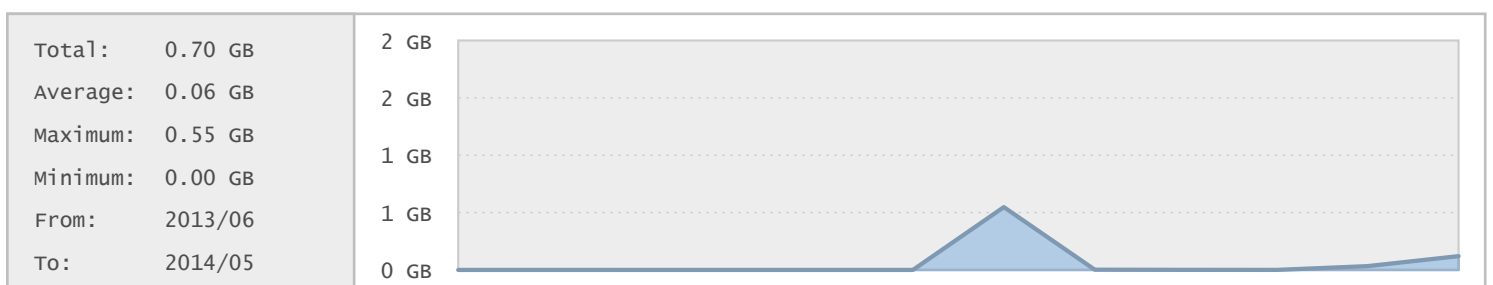 Total: 0.70 GB
Average: 0.06 GB
Maximum: 0.55 GB
Minimum: 0.00 GB
From: 2013/06
To: 2014/05
2 GB
2 GB
1 GB
1 GB
0 GB